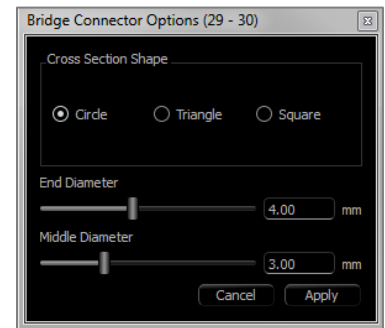 Bridge Connector Options (29 - 30)
Cross Section Shape
Circle Triangle Square
End Diameter
4.00 mm
Middle Diameter
3.00 mm
Cancel Apply